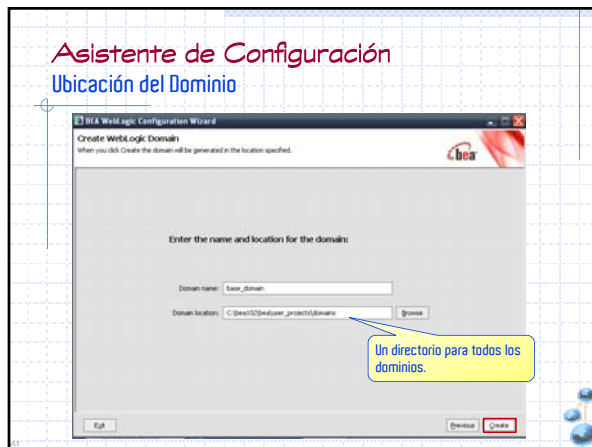 Asistente de Configuración
Ubicación del Dominio
BEA WebLogic Configuration Wizard
Create WebLogic Domain
When you click Create the domain will be generated in the location specified.
bea
Enter the name and location for the domain:
Domain name: base_domain
Domain location: C:\bea102\bea\user_projects\domains
Browse
Un directorio para todos los
dominios.
Exit
Previous
Create